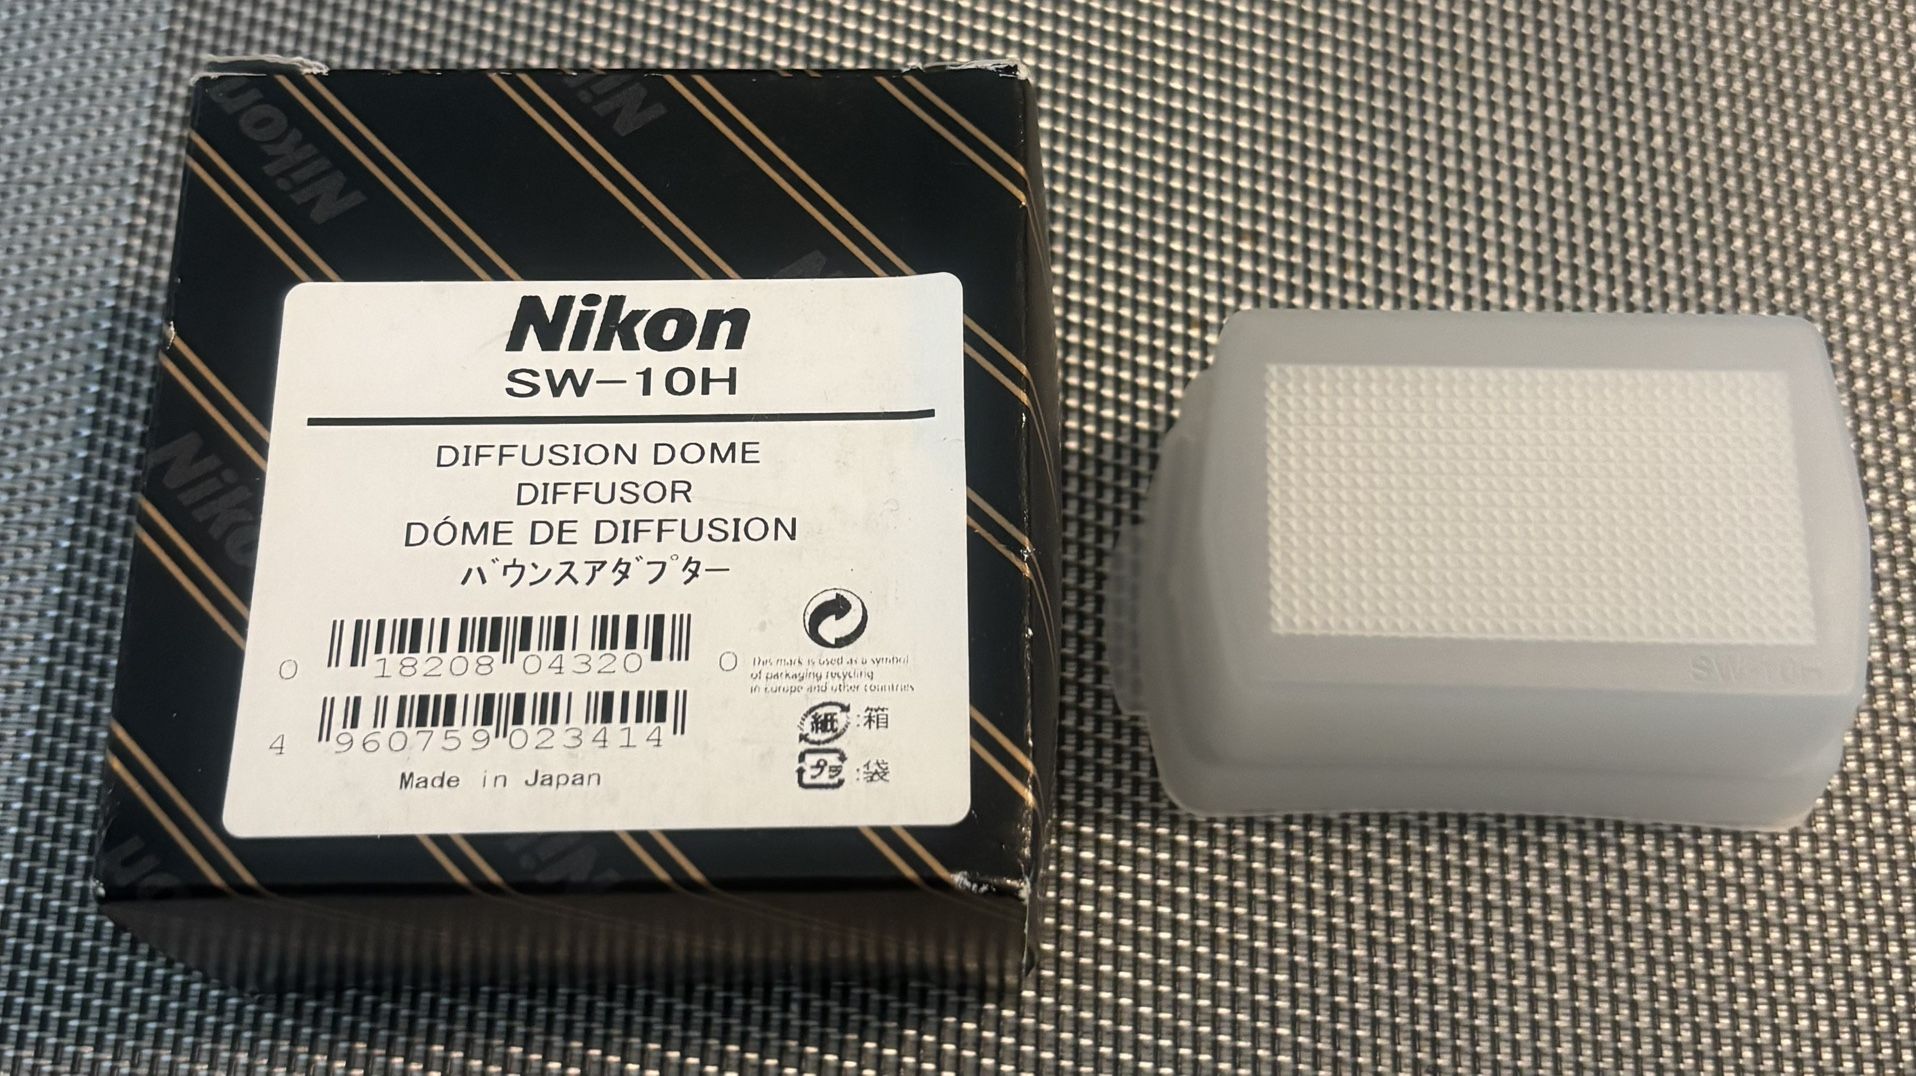 Nikon
Nikon
Nikon
SW-10H
DIFFUSION DOME
DIFFUSOR
DÓME DE DIFFUSION
バウンスアダプター
0 18208 04320 0
This mark is used as a symbol
of packaging recycling
in Europe and other countries
4 960759 023414
紙:箱
プラ:袋
Made in Japan
SW-10H